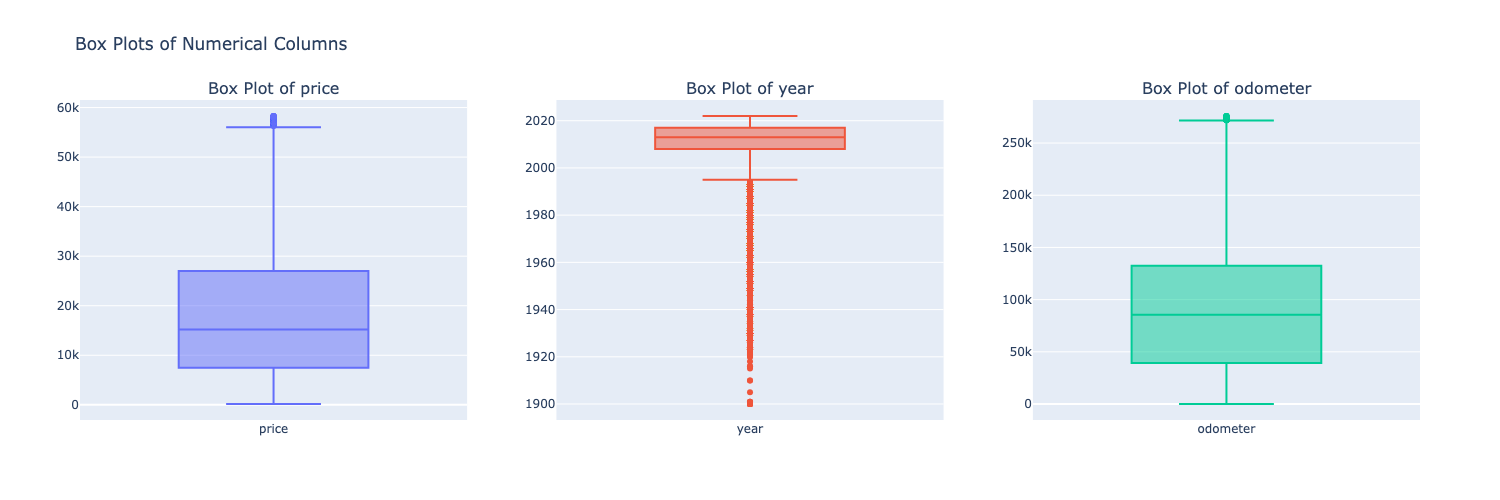 Box Plots of Numerical Columns
Box Plot of price
60k
50k
40k
30k
20k
10k
0
price
Box Plot of year
2020
2000
1980
1960
1940
1920
1900
year
Box Plot of odometer
250k
200k
150k
100k
50k
0
odometer